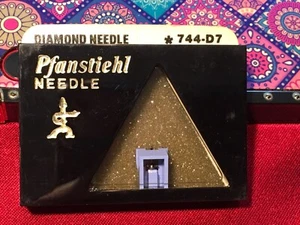 DIAMOND NEEDLE *744-D7
Pfanstiehl
NEEDLE